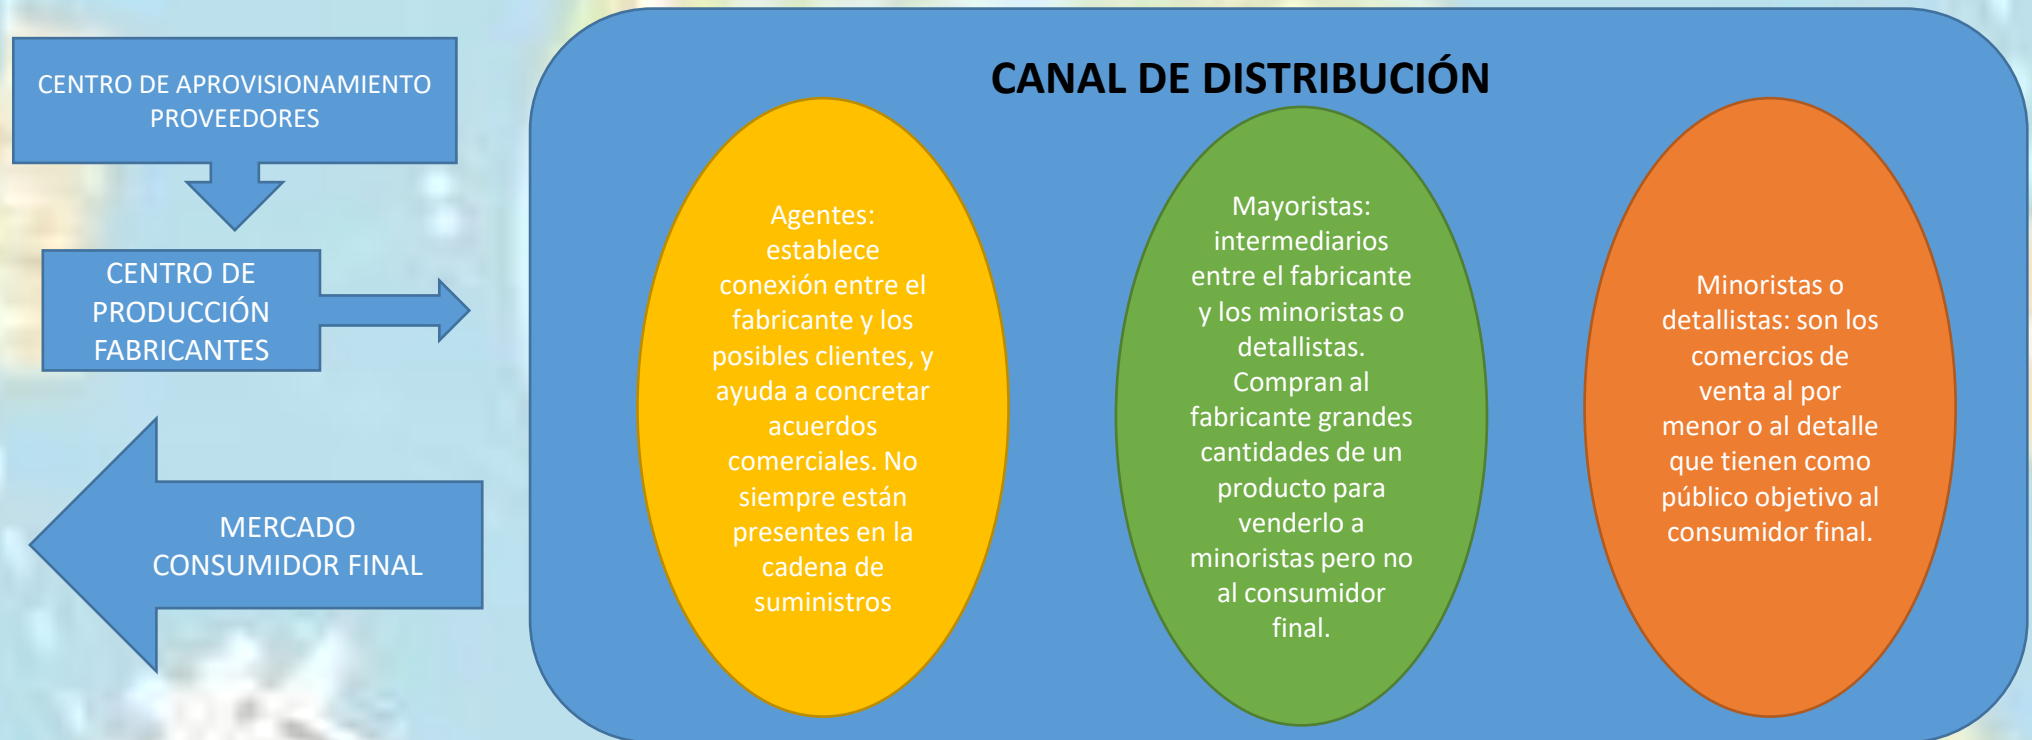 CENTRO DE APROVISIONAMIENTO
PROVEEDORES
CENTRO DE
PRODUCCIÓN
FABRICANTES
MERCADO
CONSUMIDOR FINAL
CANAL DE DISTRIBUCIÓN
Agentes:
establece
conexión entre el
fabricante y los
posibles clientes, y
ayuda a concretar
acuerdos
comerciales. No
siempre están
presentes en la
cadena de
suministros
Mayoristas:
intermediarios
entre el fabricante
y los minoristas o
detallistas.
Compran al
fabricante grandes
cantidades de un
producto para
venderlo a
minoristas pero no
al consumidor
final.
Minoristas o
detallistas: son los
comercios de
venta al por
menor o al detalle
que tienen como
público objetivo al
consumidor final.